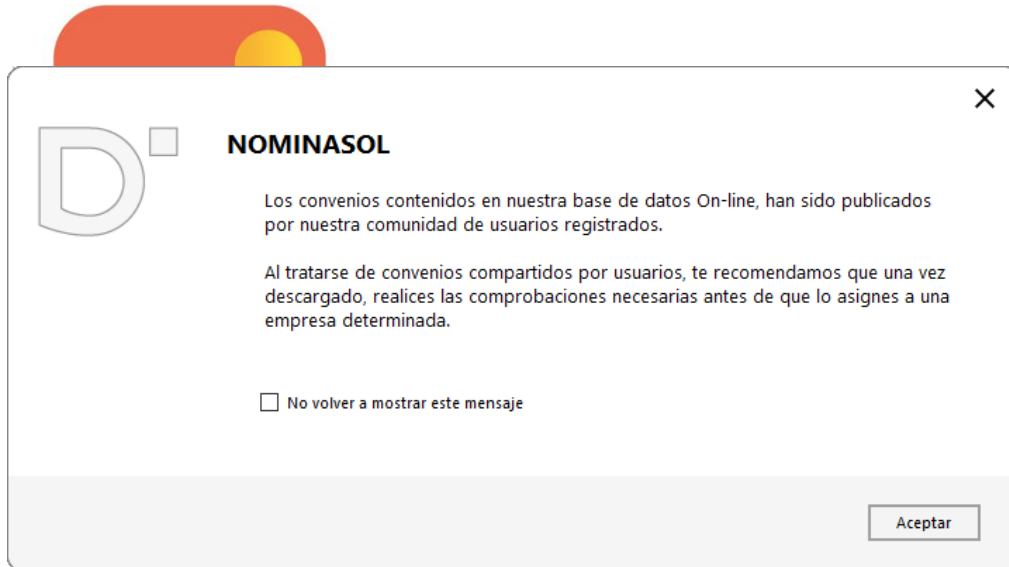 NOMINASOL
Los convenios contenidos en nuestra base de datos On-line, han sido publicados
por nuestra comunidad de usuarios registrados.
Al tratarse de convenios compartidos por usuarios, te recomendamos que una vez
descargado, realices las comprobaciones necesarias antes de que lo asignes a una
empresa determinada.
No volver a mostrar este mensaje
Aceptar